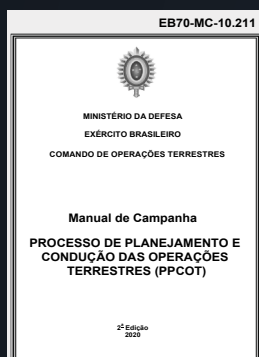 EB70-MC-10.211
MINISTÉRIO DA DEFESA
EXÉRCITO BRASILEIRO
COMANDO DE OPERAÇÕES TERRESTRES
Manual de Campanha
PROCESSO DE PLANEJAMENTO E
CONDUÇÃO DAS OPERAÇÕES
TERRESTRES (PPCOT)
2ª Edição
2020